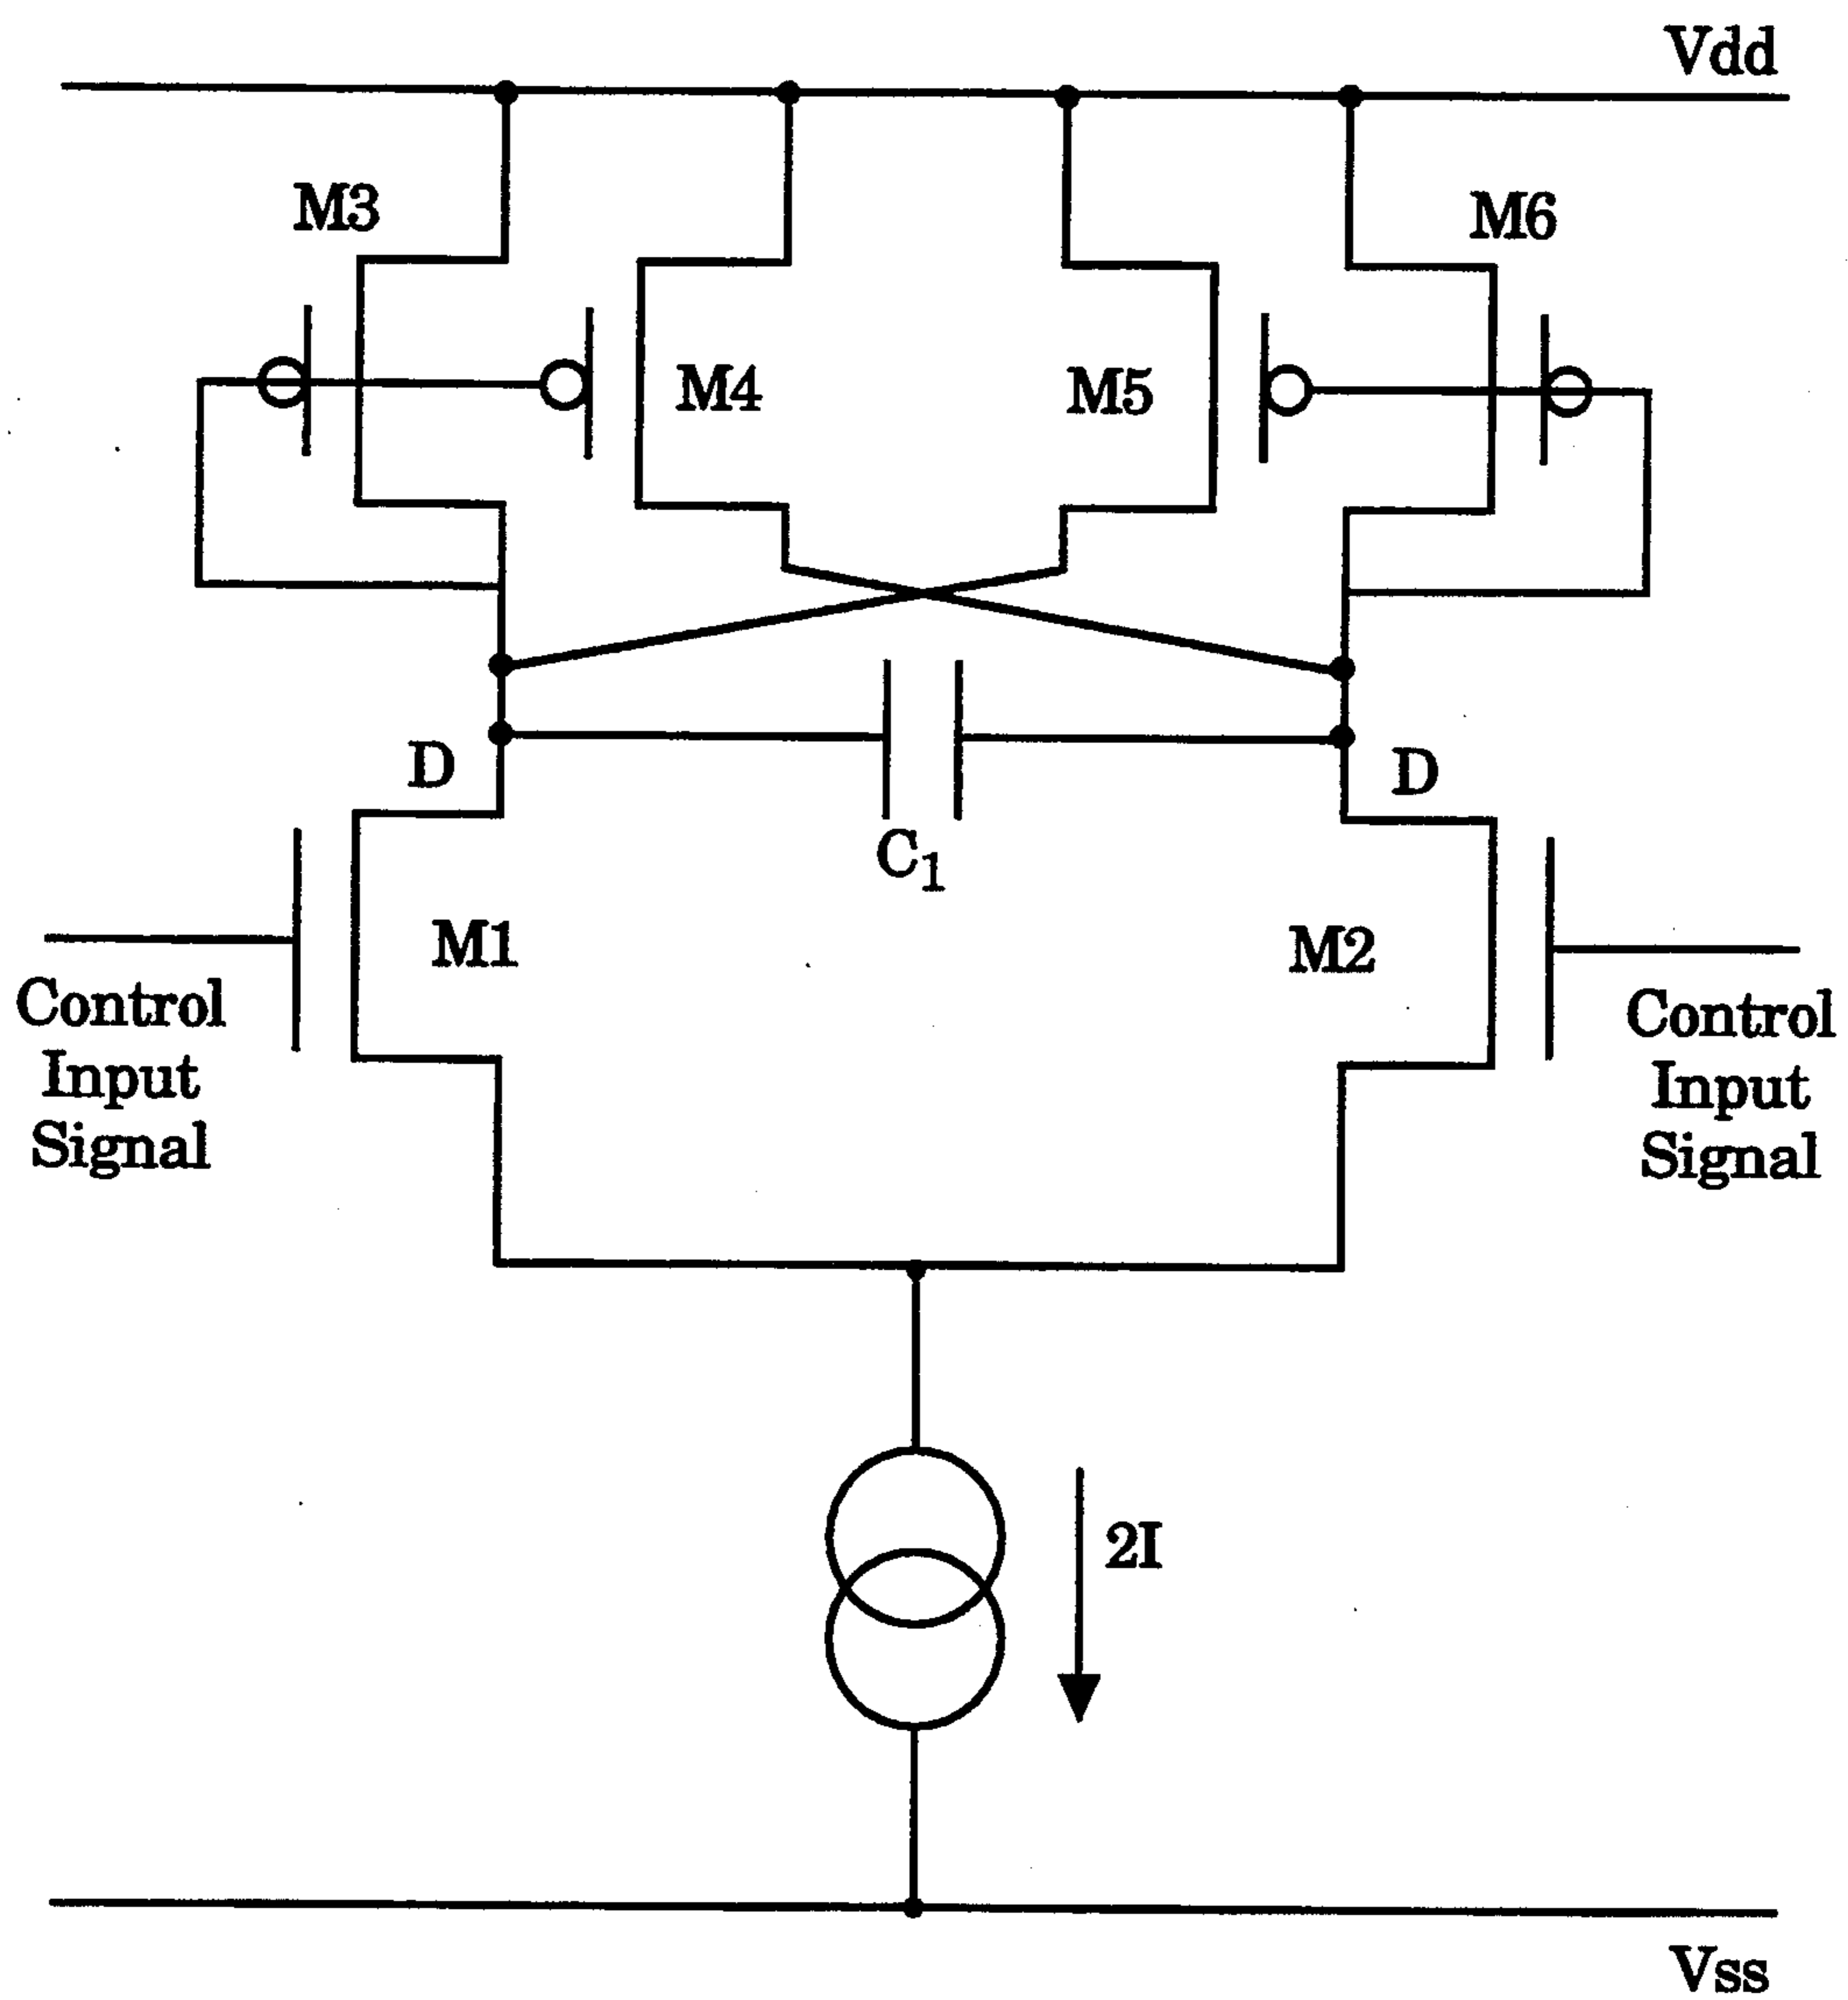 Vdd
M3
M6
M4
M5
D
D
C1
M1
M2
Control
Input
Signal
Control
Input
Signal
2I
Vss